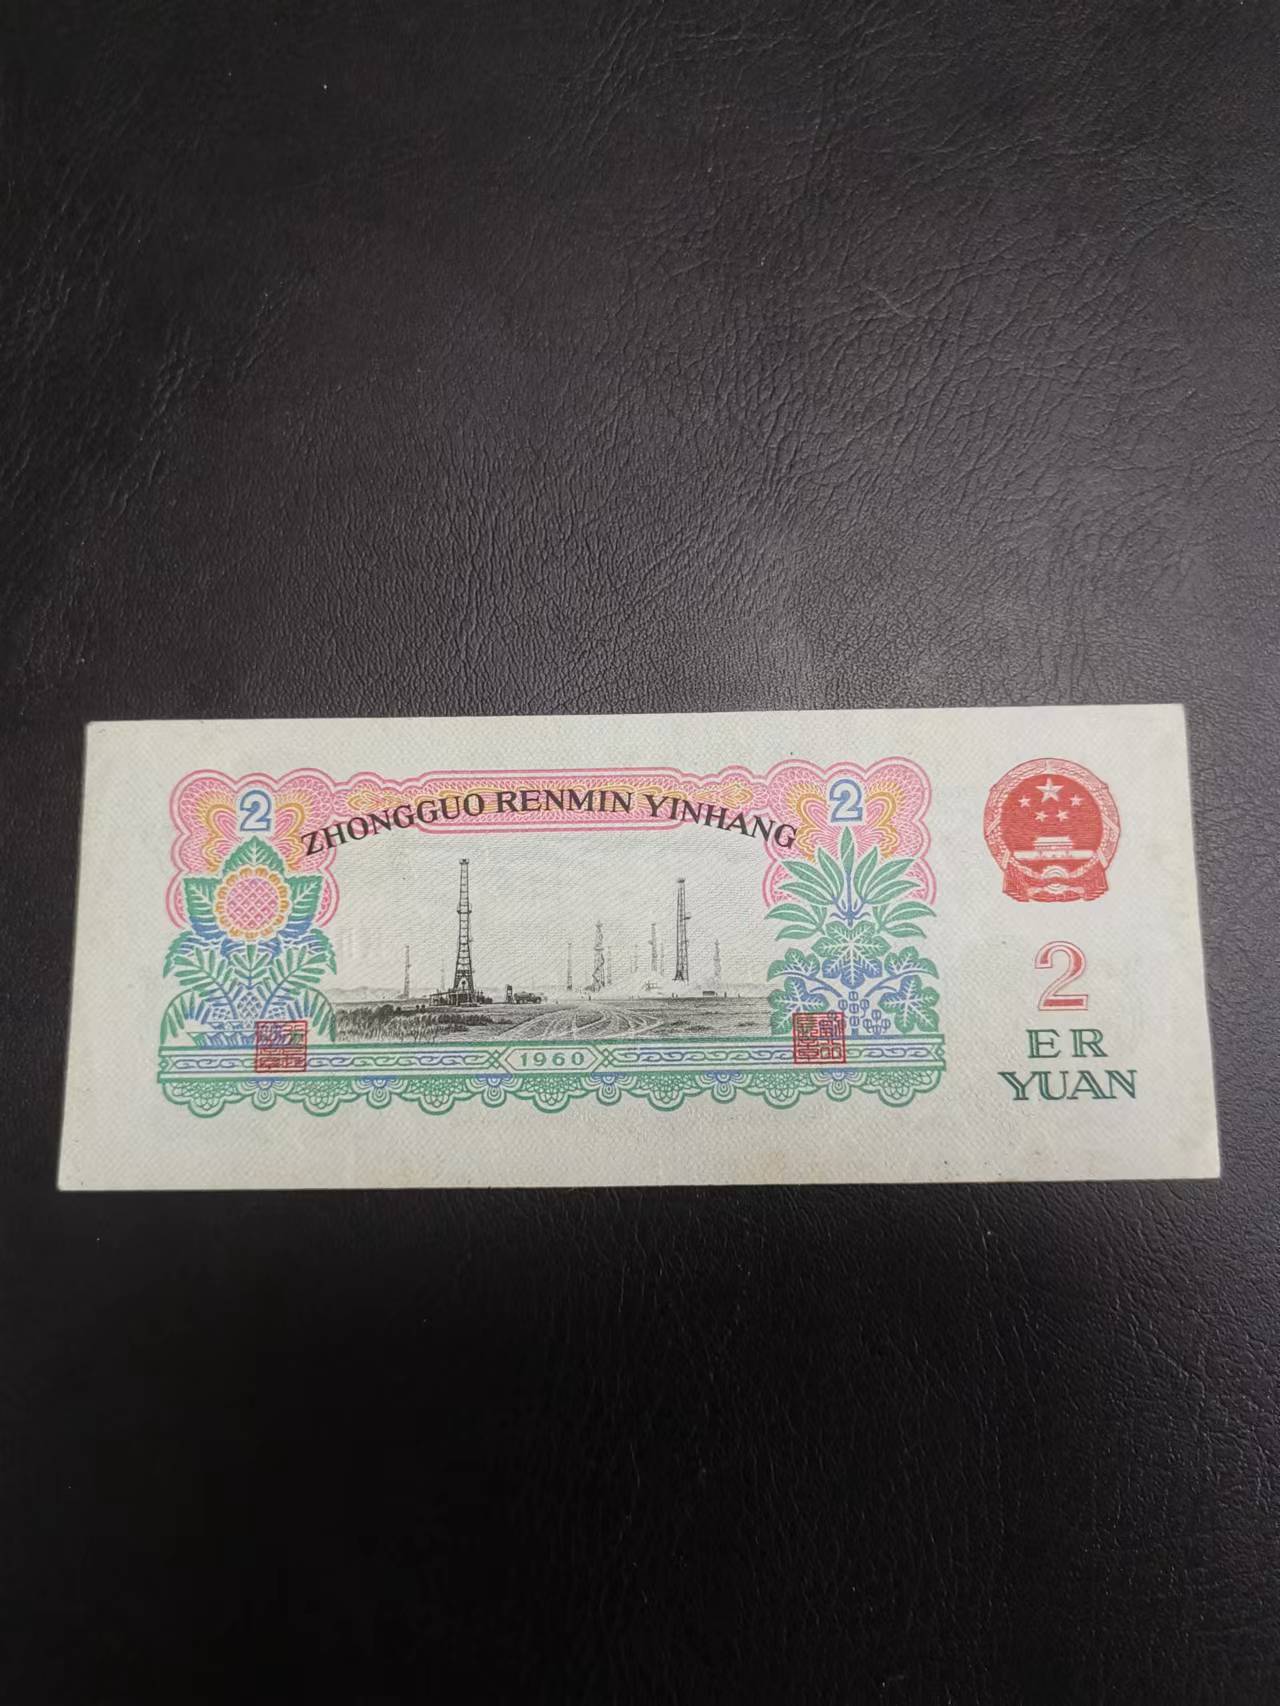 2 2
ZHONGGUO RENMIN YINHANG
1960
2
ER
YUAN